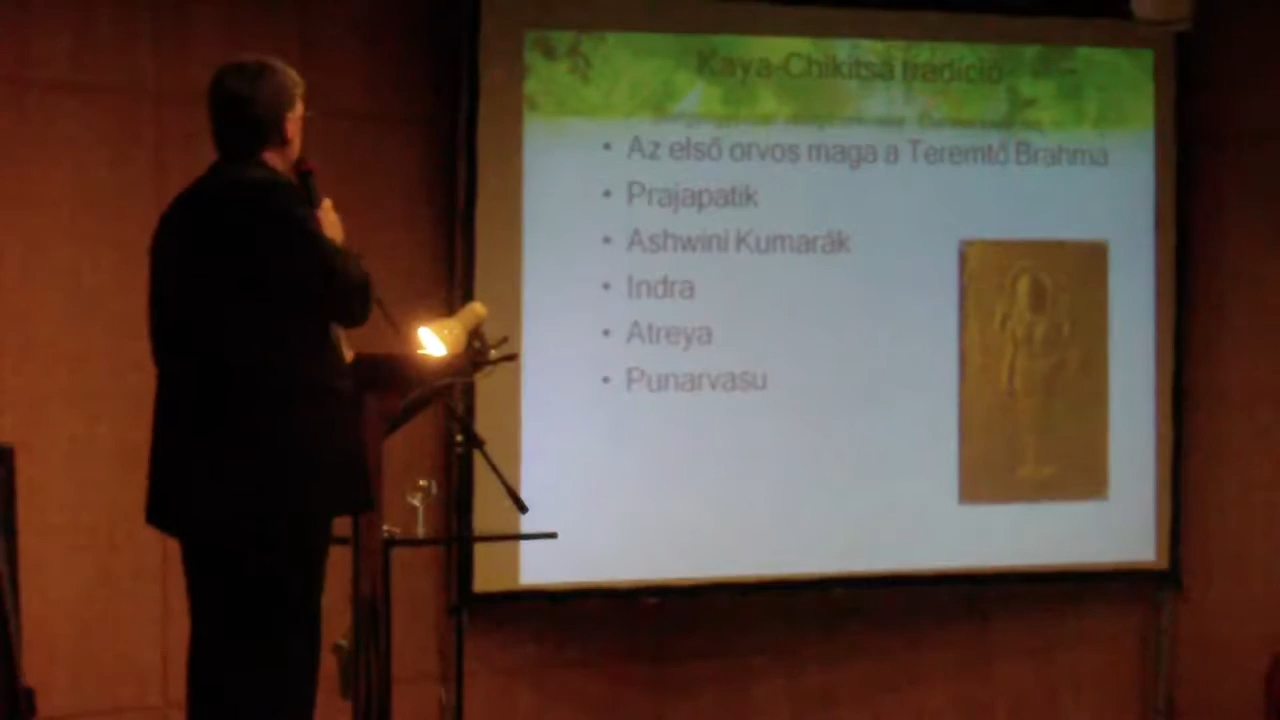 Kaya-Chikitsa tradíció
• Az első orvos maga a Teremtő Brahma
• Prajapatik
• Ashwini Kumarák
• Indra
• Atreya
• Punarvasu